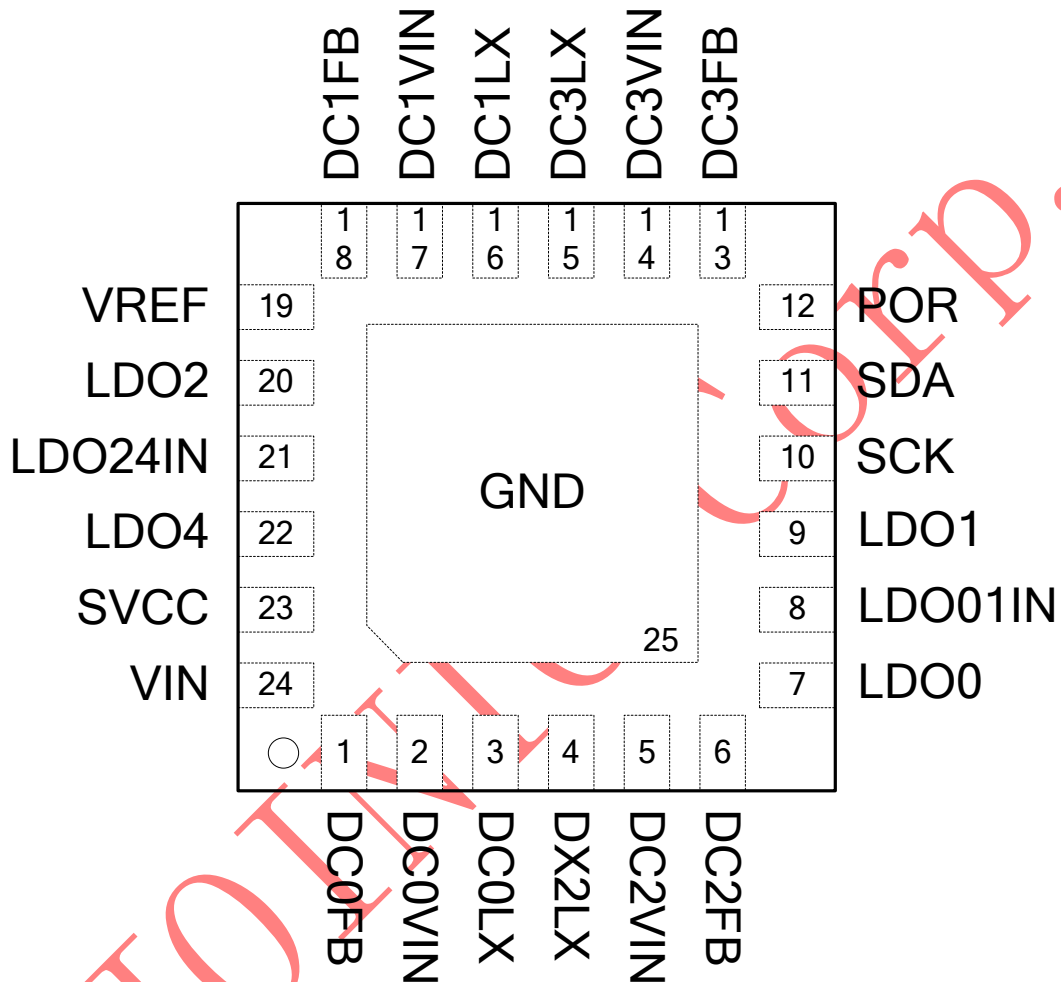 DC1FB
DC1VIN
DC1LX
DC3LX
DC3VIN
DC3FB
18
17
16
15
14
13
VREF 19
12 POR
LDO2 20
11 SDA
LDO24IN 21
10 SCK
GND
LDO4 22
9 LDO1
SVCC 23
8 LDO01IN
25
VIN 24
7 LDO0
1
2
3
4
5
6
DC0FB
DC0VIN
DC0LX
DX2LX
DC2VIN
DC2FB
Corp.